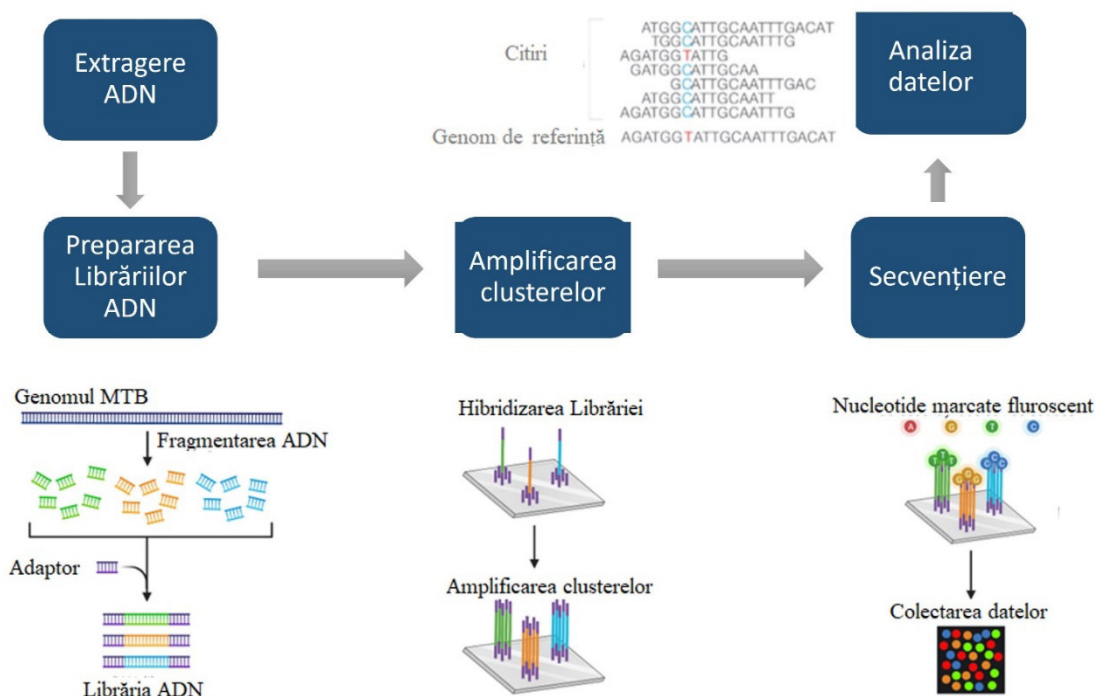 Extragere
ADN
Citiri
ATGGCATTGCAATTTGACAT
TGGCATTGCAATTTG
AGATGGTATTG
GATGGCATTGCAA
GCATTGCAATTTGAC
ATGGCATTGCAATT
AGATGGCATTGCAATTTG
Genom de referință
AGATGGTATTGCAATTTGACAT
Analiza
datelor
Prepararea
Librăriilor
ADN
Amplificarea
clusterelor
Secvențiere
Genomul MTB
Fragmentarea ADN
Adaptor
Librăria ADN
Hibridizarea Librăriei
Amplificarea clusterelor
Nucleotide marcate fluroscent
A G T C
T T T
G G G
C C C
Colectarea datelor